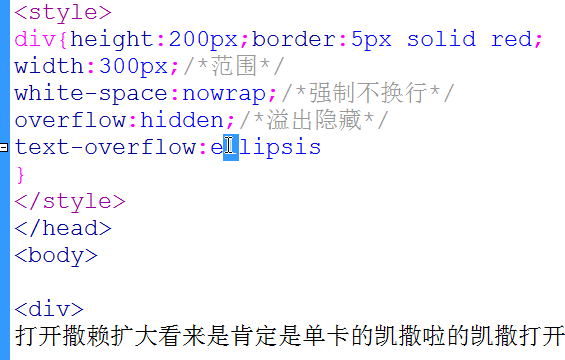 <style>
div{height:200px;border:5px solid red;
width:300px;/*范围*/
white-space:nowrap;/*强制不换行*/
overflow:hidden;/*溢出隐藏*/
text-overflow:ellipsis
}
</style>
</head>
<body>
<div>
打开撒赖扩大看来是肯定是单卡的凯撒啦的凯撒打开